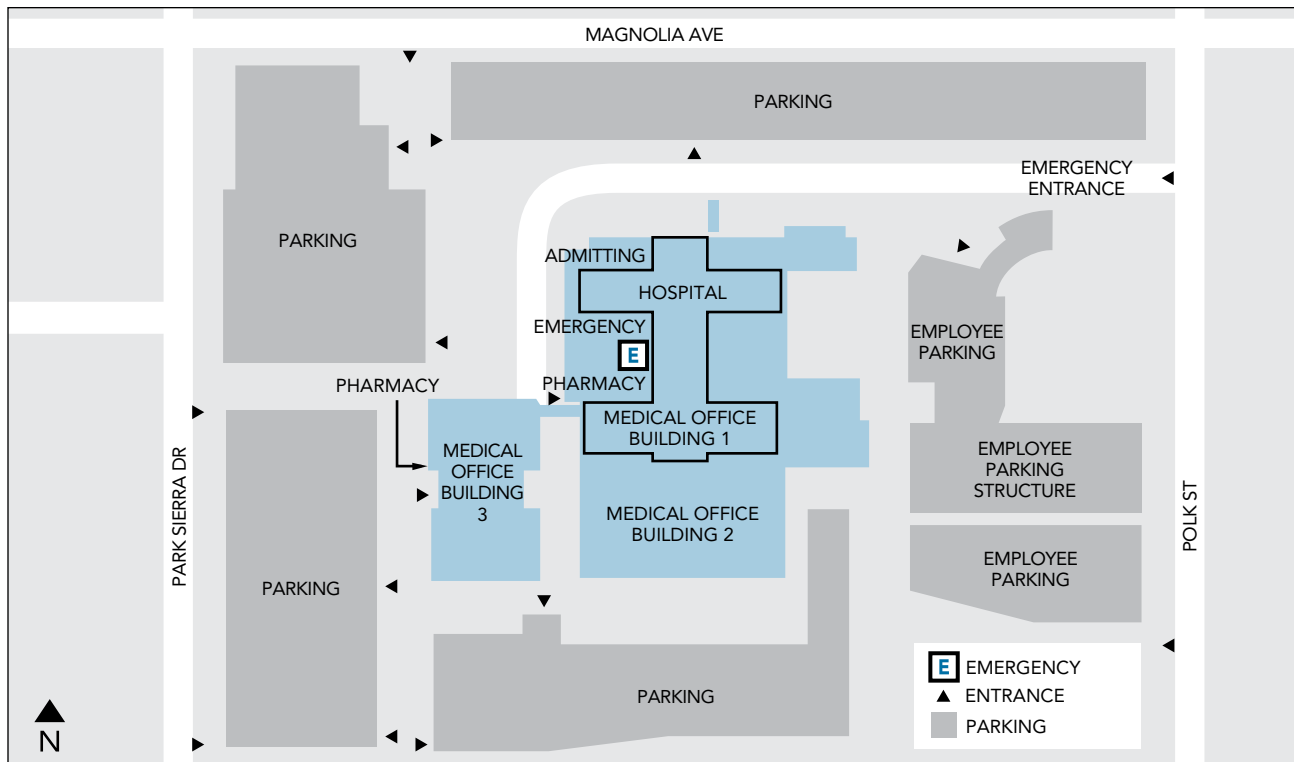 MAGNOLIA AVE
PARKING
EMERGENCY
ENTRANCE
PARKING
ADMITTING
HOSPITAL
EMERGENCY
E
EMPLOYEE
PARKING
PHARMACY
PHARMACY
MEDICAL OFFICE
BUILDING 1
MEDICAL
OFFICE
BUILDING
3
EMPLOYEE
PARKING
STRUCTURE
PARK SIERRA DR
POLK ST
MEDICAL OFFICE
BUILDING 2
EMPLOYEE
PARKING
PARKING
PARKING
E EMERGENCY
ENTRANCE
PARKING
N